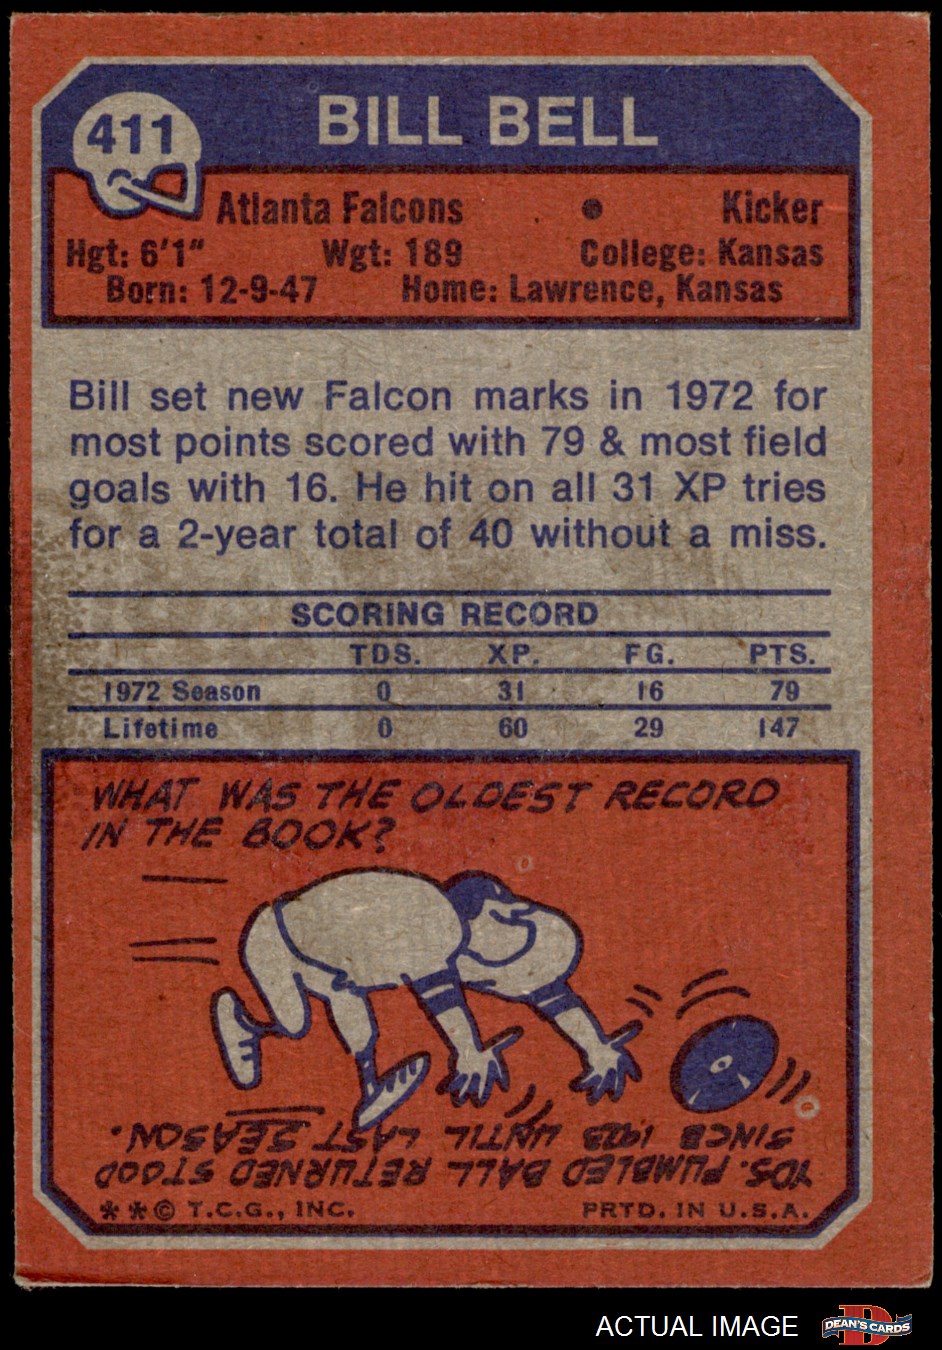 411
BILL BELL
Atlanta Falcons ● Kicker
Hgt: 6'1" Wgt: 189 College: Kansas
Born: 12-9-47 Home: Lawrence, Kansas
Bill set new Falcon marks in 1972 for
most points scored with 79 & most field
goals with 16. He hit on all 31 XP tries
for a 2-year total of 40 without a miss.
SCORING RECORD
TDS. XP. FG. PTS.
1972 Season 0 31 16 79
Lifetime 0 60 29 147
WHAT WAS THE OLDEST RECORD
IN THE BOOK?
YDS. FUMBLED BALL RETURNED STOOD
SINCE 1923 UNTIL LAST SEASON.
**© T.C.G., INC. PRTD. IN U.S.A.
ACTUAL IMAGE
D
DEAN'S CARDS